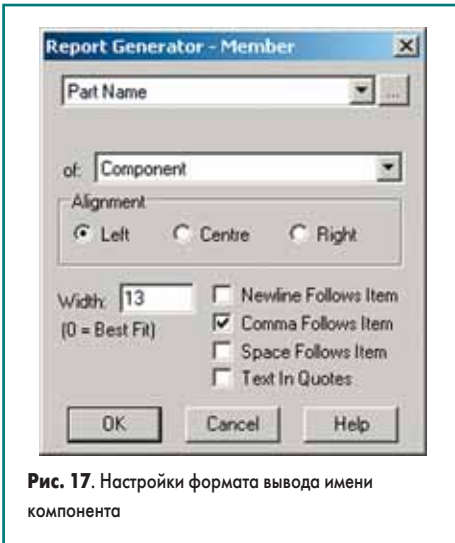 Report Generator - Member
Part Name
...
of: Component
Alignment
Left Centre Right
Width: 13
(0 = Best Fit)
Newline Follows Item
Comma Follows Item
Space Follows Item
Text In Quotes
OK Cancel Help
Рис. 17. Настройки формата вывода имени
компонента